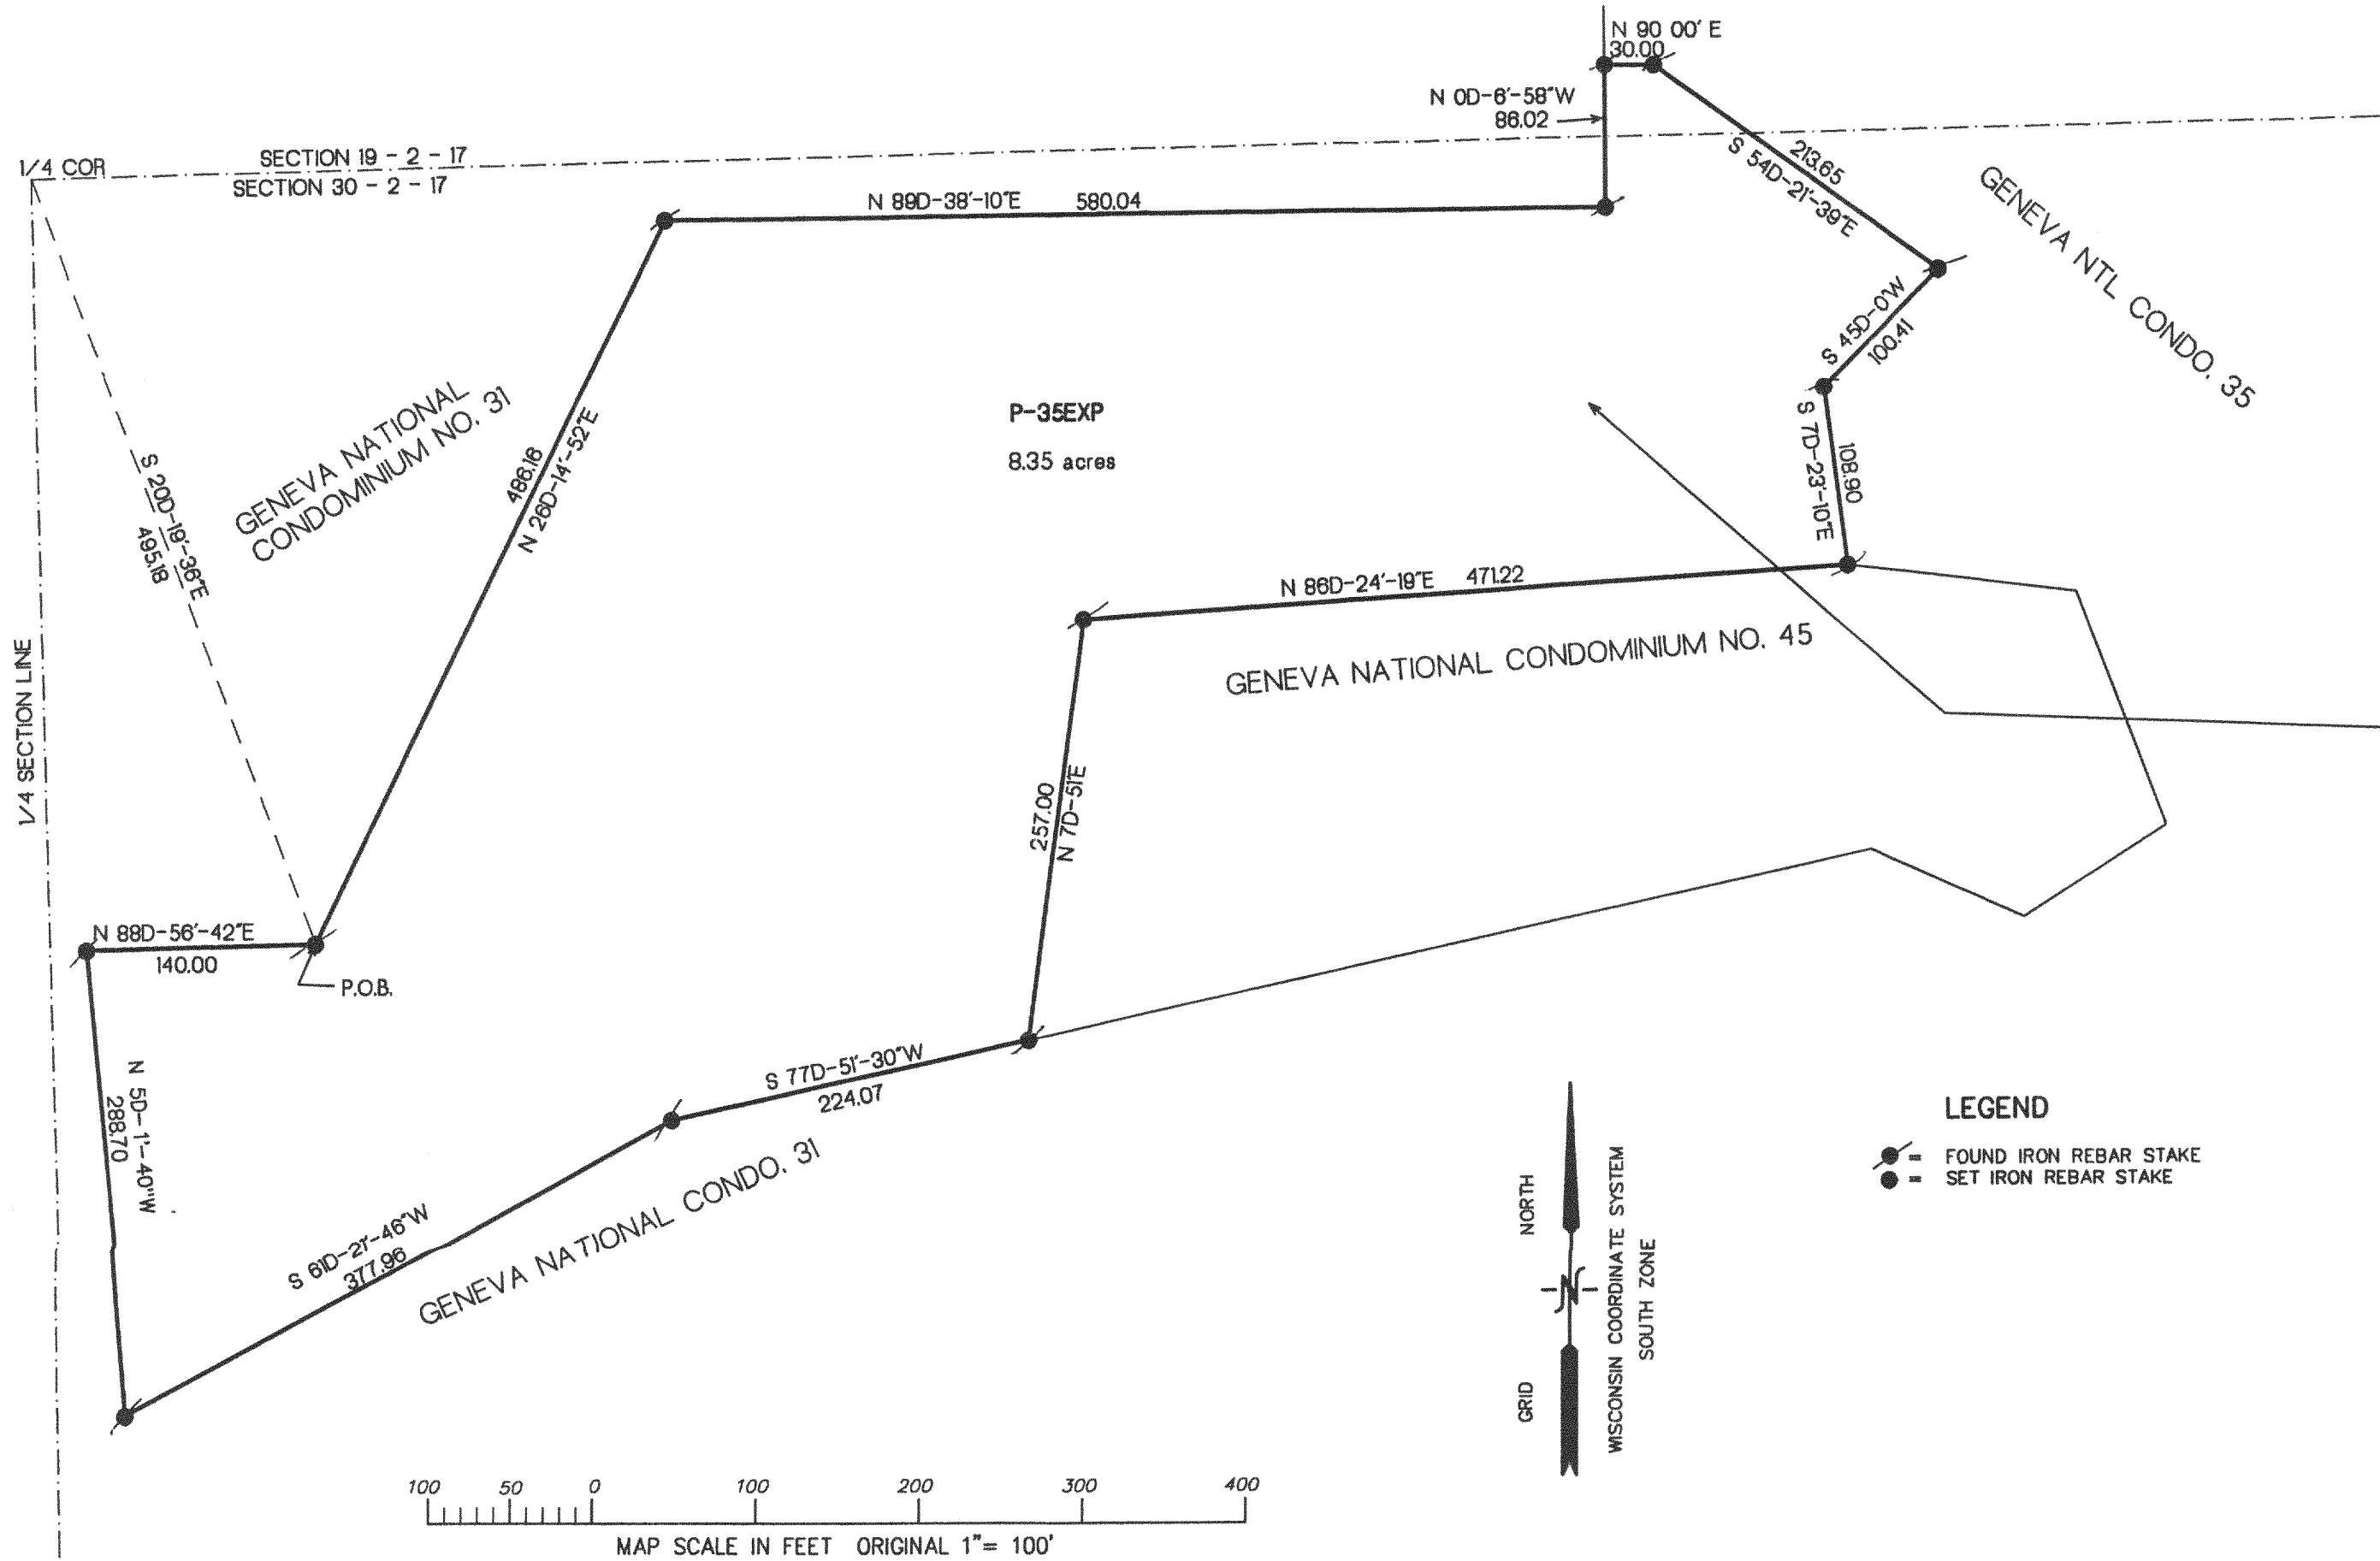 N 90 00' E
30.00
N 0D-6'-58"W
86.02
1/4 COR
SECTION 19 - 2 - 17
SECTION 30 - 2 - 17
N 89D-38'-10"E 580.04
213.65
S 54D-21'-39"E
GENEVA NTL CONDO. 35
S 45D-0'W
100.41
P-35EXP
8.35 acres
GENEVA NATIONAL
CONDOMINIUM NO. 31
486.16
N 26D-14'-52"E
S 20D-19'-36"E
495.18
108.90
S 7D-23'-10"E
N 86D-24'-19"E 471.22
GENEVA NATIONAL CONDOMINIUM NO. 45
1/4 SECTION LINE
257.00
N 7D-51'E
N 88D-56'-42"E
140.00
P.O.B.
N 5D-1'-40"W
288.70
S 77D-51'-30"W
224.07
S 61D-21'-46"W
377.96
GENEVA NATIONAL CONDO. 31
GRID NORTH
N
WISCONSIN COORDINATE SYSTEM
SOUTH ZONE
LEGEND
= FOUND IRON REBAR STAKE
= SET IRON REBAR STAKE
100 50 0 100 200 300 400
MAP SCALE IN FEET ORIGINAL 1"= 100'